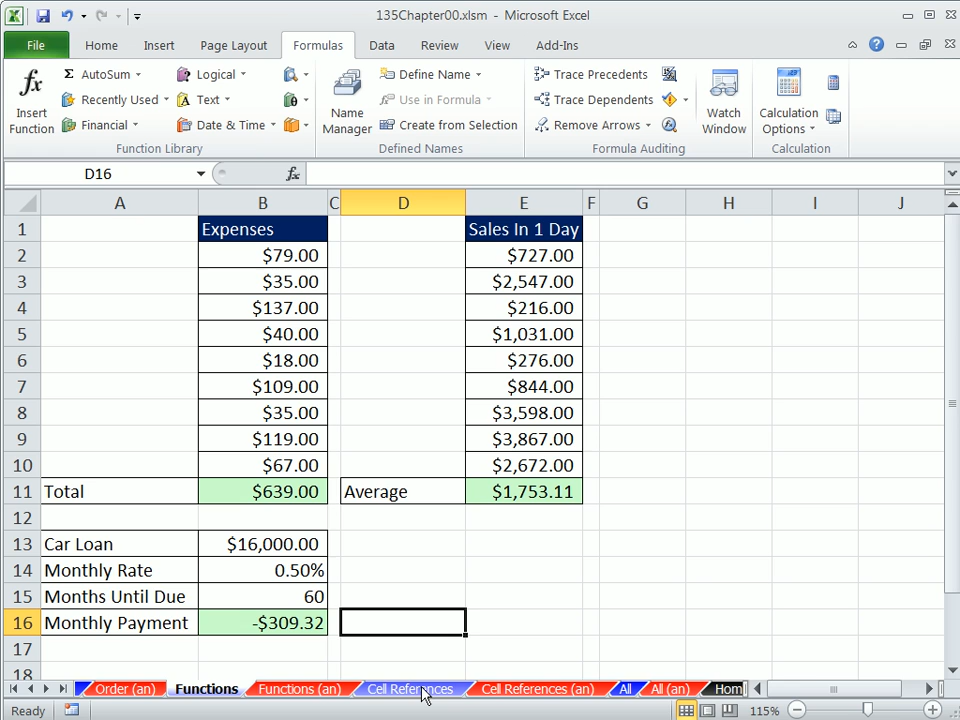 135Chapter00.xlsm - Microsoft Excel
File Home Insert Page Layout Formulas Data Review View Add-Ins
fx Insert Function
Σ AutoSum
Recently Used
Financial
Logical
Text
Date & Time
Function Library
Name Manager
Define Name
Use in Formula
Create from Selection
Defined Names
Trace Precedents
Trace Dependents
Remove Arrows
Formula Auditing
Watch Window
Calculation Options
Calculation
D16 fx
A B C D E F G H I J
1 Expenses Sales In 1 Day
2 $79.00 $727.00
3 $35.00 $2,547.00
4 $137.00 $216.00
5 $40.00 $1,031.00
6 $18.00 $276.00
7 $109.00 $844.00
8 $35.00 $3,598.00
9 $119.00 $3,867.00
10 $67.00 $2,672.00
11 Total $639.00 Average $1,753.11
12
13 Car Loan $16,000.00
14 Monthly Rate 0.50%
15 Months Until Due 60
16 Monthly Payment -$309.32
17
18
Order (an) Functions Functions (an) Cell References Cell References (an) All All (an) Hom
Ready 115%